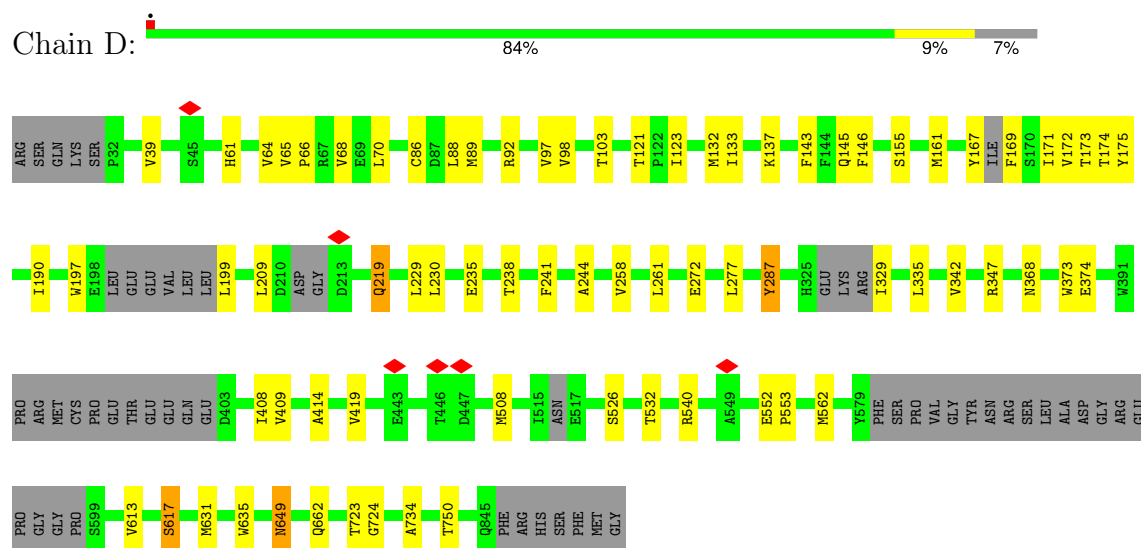 Chain D:
84% 9% 7%
ARG SER GLN LYS SER P32 V39 S45 H61 V64 V65 P66 R67 V68 E69 L70 C86 D87 L88 M89 R92 V97 V98 T103 T121 P122 I123 M132 I133 K137 F143 F144 Q145 F146 S155 M161 Y167 ILE F169 S170 I171 V172 T173 T174 Y175
I190 W197 E198 LEU GLU GLU VAL LEU LEU L199 L209 D210 ASP GLY D213 Q219 L229 L230 E235 T238 F241 A244 V258 L261 E272 L277 Y287 H325 GLU LYS ARG I329 L335 V342 R347 N368 W373 E374 W391
PRO ARG MET CYS PRO GLU THR GLU GLU GLN GLU D403 I408 V409 A414 V419 E443 T446 D447 M508 I515 ASN E517 S526 T532 R540 A549 E552 P553 M562 Y579 PHE SER PRO VAL GLY TYR ASN ARG SER LEU ALA ASP GLY ARG GLU
PRO GLY GLY PRO S599 V613 S617 M631 W635 N649 Q662 T723 G724 A734 T750 Q845 PHE ARG HIS SER PHE MET GLY